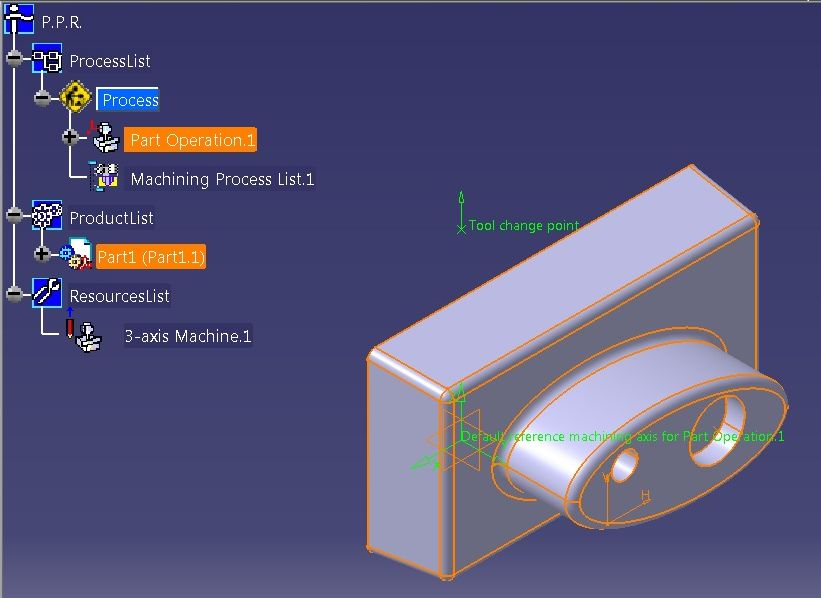 P.P.R.
ProcessList
Process
Part Operation.1
Machining Process List.1
ProductList
Part1 (Part1.1)
ResourcesList
3-axis Machine.1
Tool change point
Default reference machining axis for Part Operation.1
V
H